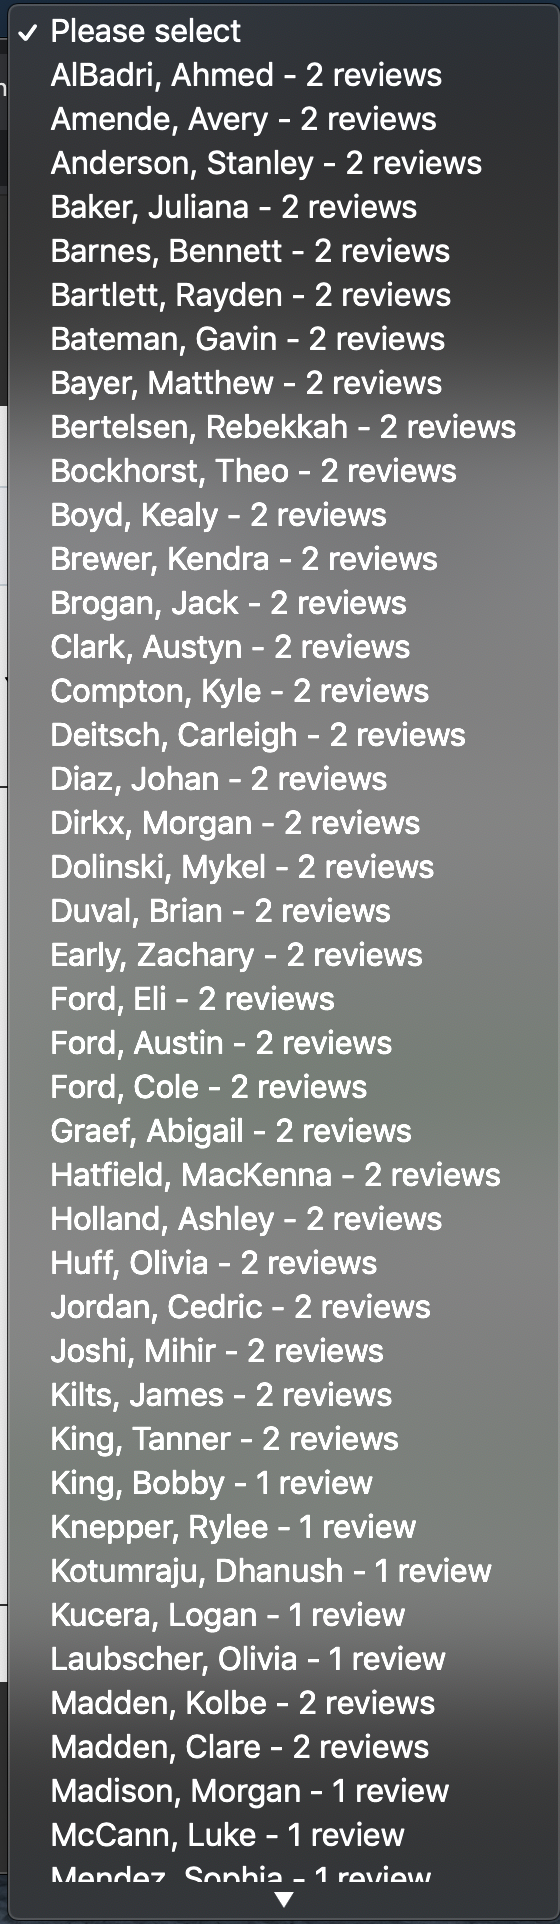 ✓ Please select
AlBadri, Ahmed - 2 reviews
Amende, Avery - 2 reviews
Anderson, Stanley - 2 reviews
Baker, Juliana - 2 reviews
Barnes, Bennett - 2 reviews
Bartlett, Rayden - 2 reviews
Bateman, Gavin - 2 reviews
Bayer, Matthew - 2 reviews
Bertelsen, Rebekkah - 2 reviews
Bockhorst, Theo - 2 reviews
Boyd, Kealy - 2 reviews
Brewer, Kendra - 2 reviews
Brogan, Jack - 2 reviews
Clark, Austyn - 2 reviews
Compton, Kyle - 2 reviews
Deitsch, Carleigh - 2 reviews
Diaz, Johan - 2 reviews
Dirkx, Morgan - 2 reviews
Dolinski, Mykel - 2 reviews
Duval, Brian - 2 reviews
Early, Zachary - 2 reviews
Ford, Eli - 2 reviews
Ford, Austin - 2 reviews
Ford, Cole - 2 reviews
Graef, Abigail - 2 reviews
Hatfield, MacKenna - 2 reviews
Holland, Ashley - 2 reviews
Huff, Olivia - 2 reviews
Jordan, Cedric - 2 reviews
Joshi, Mihir - 2 reviews
Kilts, James - 2 reviews
King, Tanner - 2 reviews
King, Bobby - 1 review
Knepper, Rylee - 1 review
Kotumraju, Dhanush - 1 review
Kucera, Logan - 1 review
Laubscher, Olivia - 1 review
Madden, Kolbe - 2 reviews
Madden, Clare - 2 reviews
Madison, Morgan - 1 review
McCann, Luke - 1 review
Mendez, Sophia - 1 review